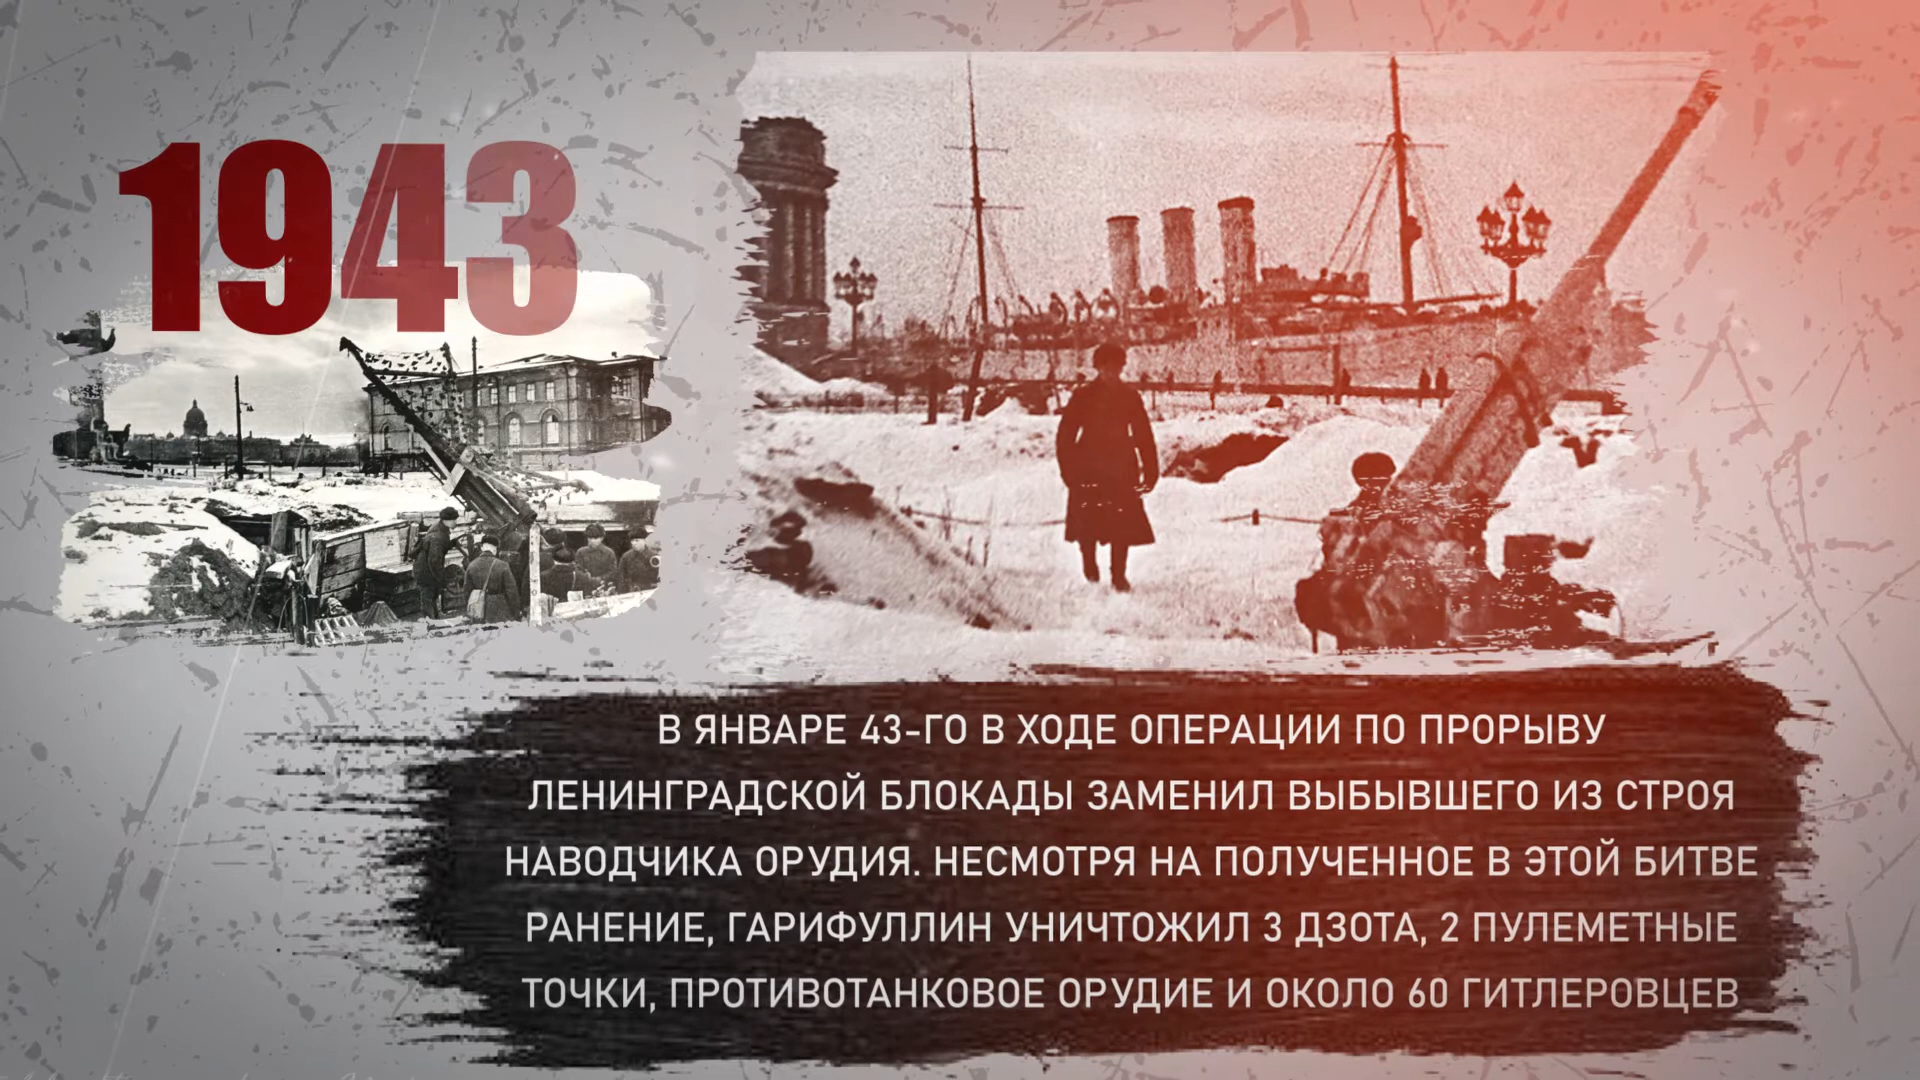 1943
В ЯНВАРЕ 43-ГО В ХОДЕ ОПЕРАЦИИ ПО ПРОРЫВУ
ЛЕНИНГРАДСКОЙ БЛОКАДЫ ЗАМЕНИЛ ВЫБЫВШЕГО ИЗ СТРОЯ
НАВОДЧИКА ОРУДИЯ. НЕСМОТРЯ НА ПОЛУЧЕННОЕ В ЭТОЙ БИТВЕ
РАНЕНИЕ, ГАРИФУЛЛИН УНИЧТОЖИЛ 3 ДЗОТА, 2 ПУЛЕМЕТНЫЕ
ТОЧКИ, ПРОТИВОТАНКОВОЕ ОРУДИЕ И ОКОЛО 60 ГИТЛЕРОВЦЕВ